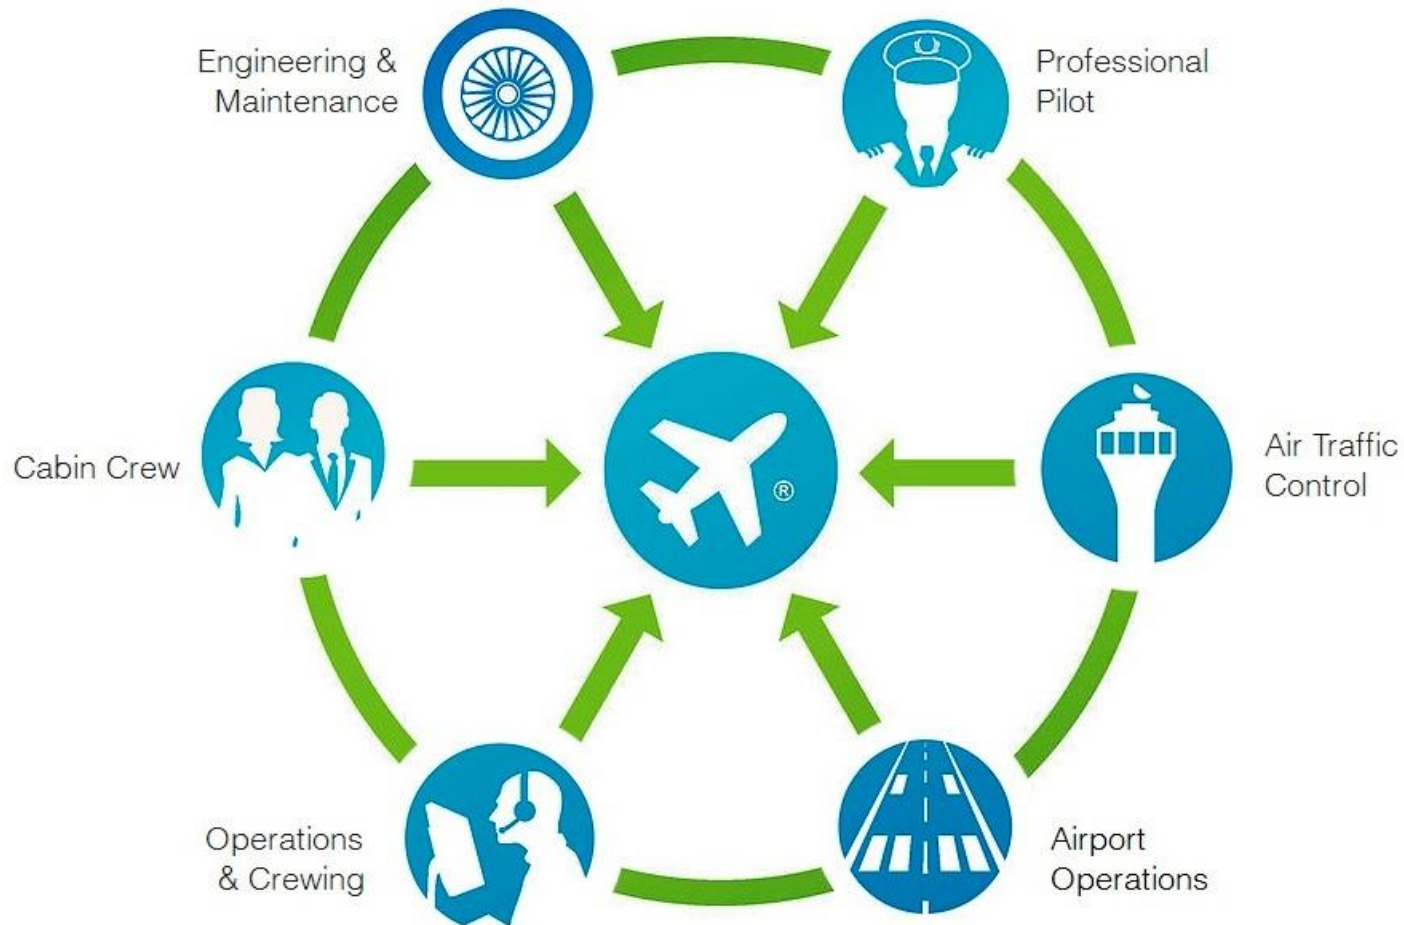 Engineering &
Maintenance
Professional
Pilot
Cabin Crew
®
Air Traffic
Control
Operations
& Crewing
Airport
Operations